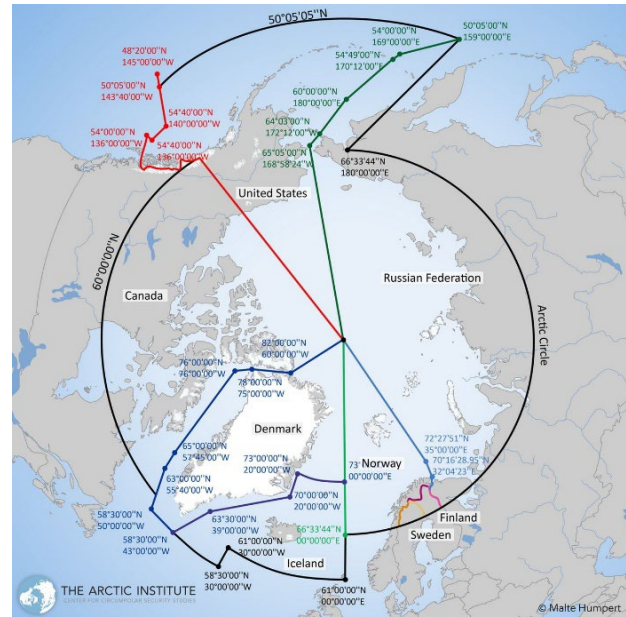 50°05'05''N
50°05'00''N
159°00'00''E
54°00'00''N
169°00'00''E
54°49'00''N
170°12'00''E
48°20'00''N
145°00'00''W
50°05'00''N
143°40'00''W
60°00'00''N
180°00'00''E
54°40'00''N
140°00'00''W
54°00'00''N
136°00'00''W
64°03'00''N
172°12'00''W
54°40'00''N
136°00'00''W
65°05'00''N
168°58'24''W
66°33'44''N
180°00'00''E
United States
60°00'00''N
Russian Federation
Canada
Arctic Circle
82°00'00''N
60°00'00''W
76°00'00''N
76°00'00''W
78°00'00''N
75°00'00''W
Denmark
65°00'00''N
57°45'00''W
73°00'00''N
20°00'00''W
72°27'51''N
35°00'00''E
70°16'28.95''N
32°04'23''E
Norway
73°
00°00'00''E
63°00'00''N
55°40'00''W
70°00'00''N
20°00'00''W
58°30'00''N
50°00'00''W
63°30'00''N
39°00'00''W
Finland
Sweden
58°30'00''N
43°00'00''W
66°33'44''N
00°00'00''E
61°00'00''N
30°00'00''W
Iceland
58°30'00''N
30°00'00''W
61°00'00''N
00°00'00''E
THE ARCTIC INSTITUTE
CENTER FOR CIRCUMPOLAR SECURITY STUDIES
© Malte Humpert